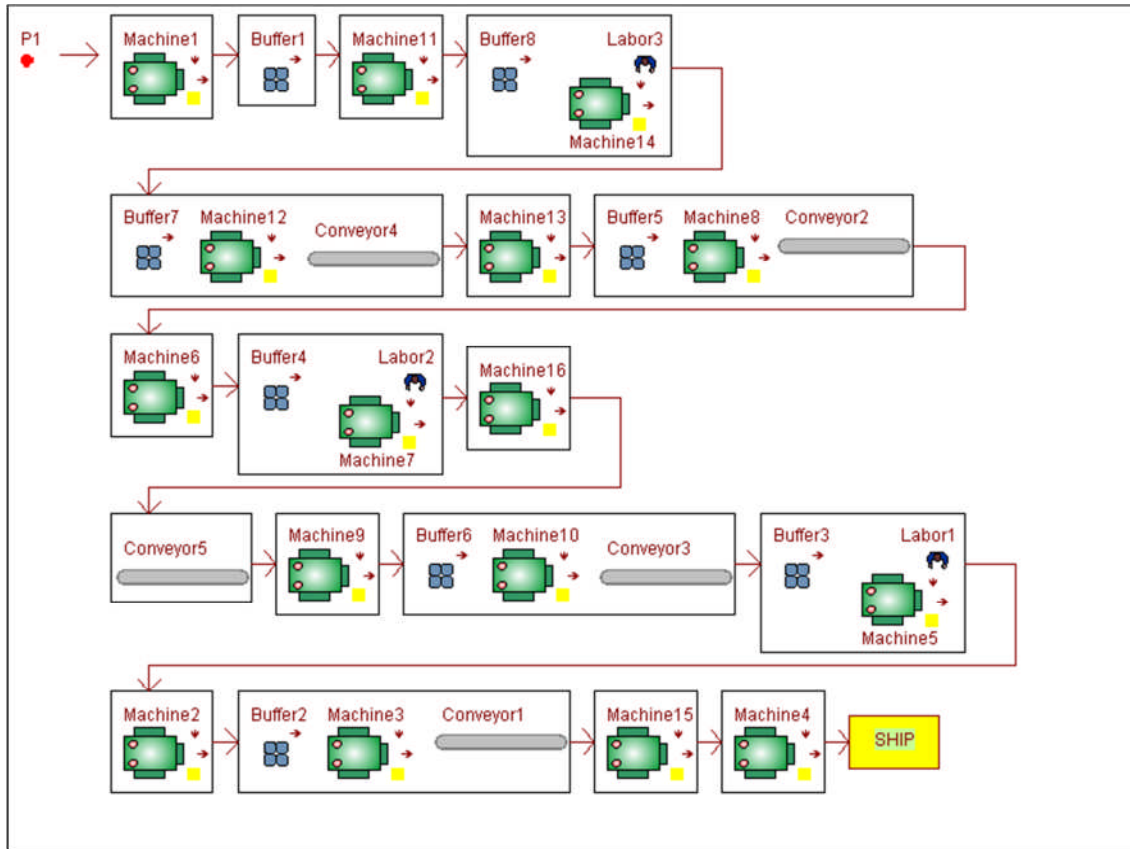 P1
Machine1
Buffer1
Machine11
Buffer8
Labor3
Machine14
Buffer7
Machine12
Conveyor4
Machine13
Buffer5
Machine8
Conveyor2
Machine6
Buffer4
Labor2
Machine7
Machine16
Conveyor5
Machine9
Buffer6
Machine10
Conveyor3
Buffer3
Labor1
Machine5
Machine2
Buffer2
Machine3
Conveyor1
Machine15
Machine4
SHIP